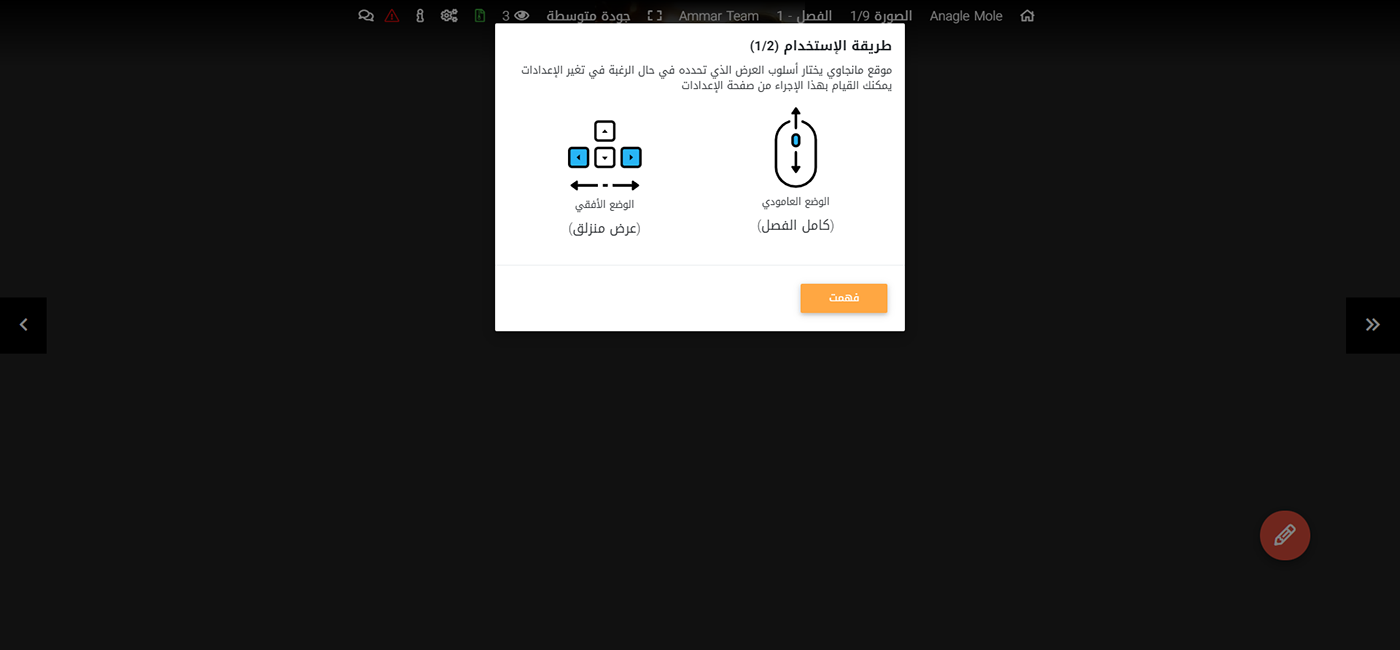 Anagle Mole
الصورة 1/9
الفصل - 1
Ammar Team
جودة متوسطة
3
طريقة الإستخدام (1/2)
موقع مانجاوي يختار أسلوب العرض الذي تحدده في حال الرغبة في تغير الإعدادات
يمكنك القيام بهذا الإجراء من صفحة الإعدادات
الوضع العامودي
(كامل الفصل)
الوضع الأفقي
(عرض منزلق)
فهمت